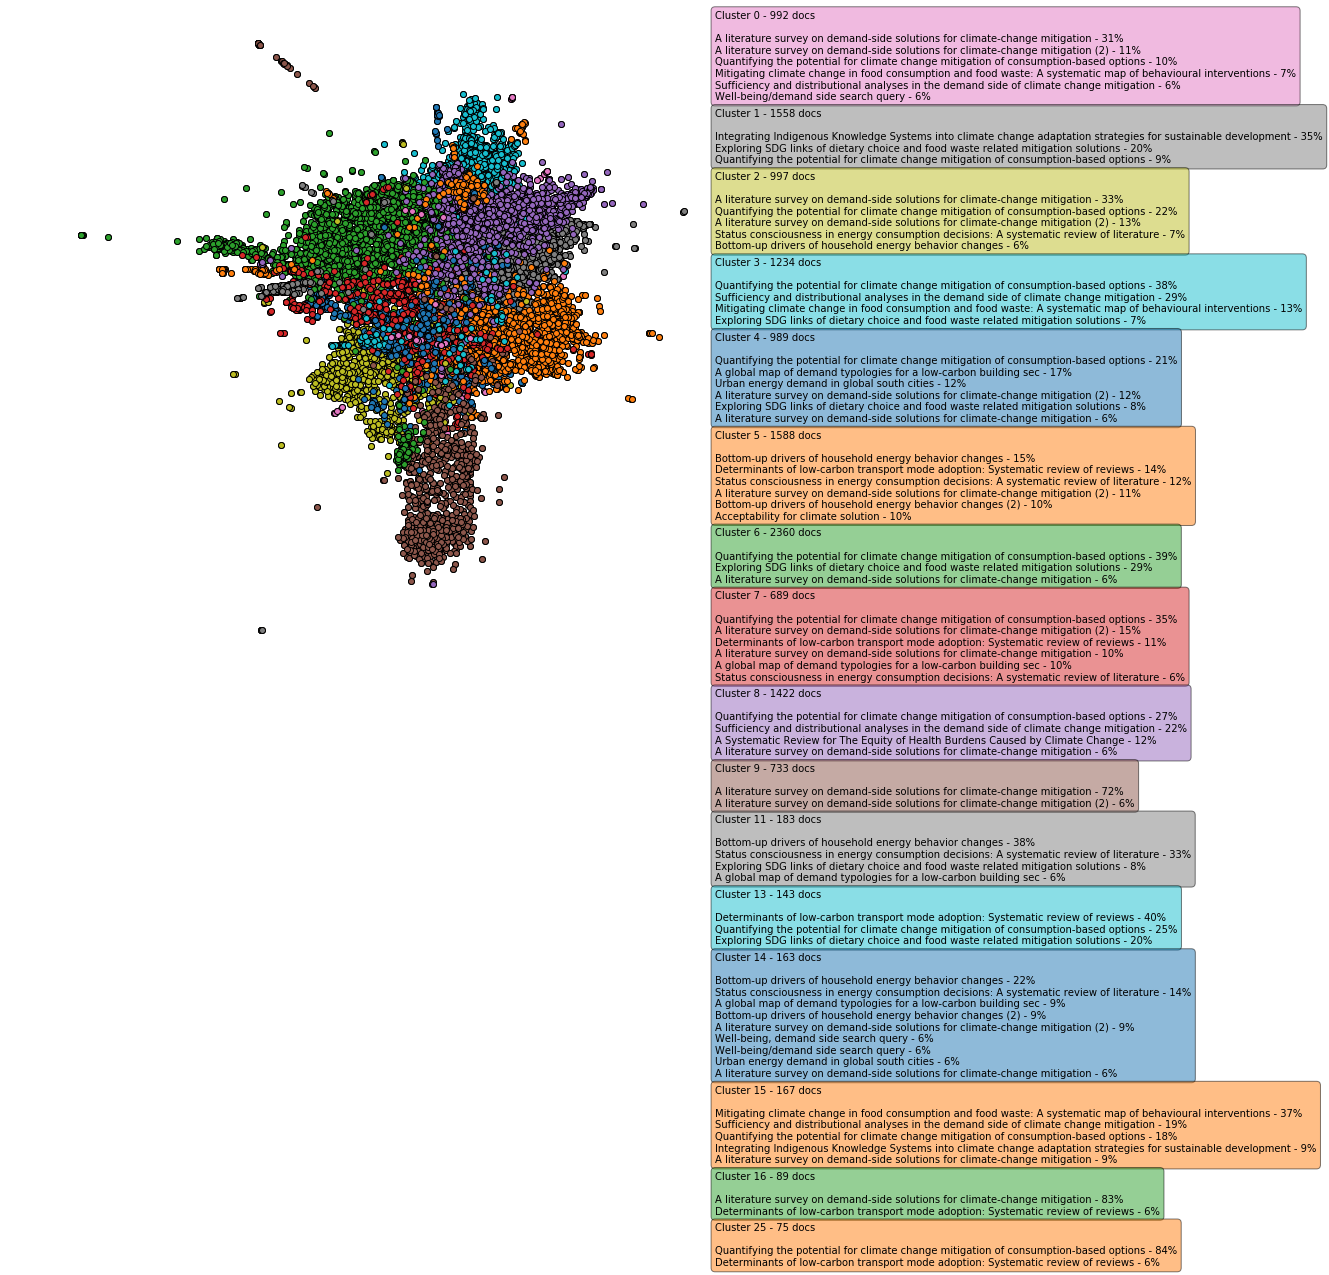 Cluster 0 - 992 docs
A literature survey on demand-side solutions for climate-change mitigation - 31%
A literature survey on demand-side solutions for climate-change mitigation (2) - 11%
Quantifying the potential for climate change mitigation of consumption-based options - 10%
Mitigating climate change in food consumption and food waste: A systematic map of behavioural interventions - 7%
Sufficiency and distributional analyses in the demand side of climate change mitigation - 6%
Well-being/demand side search query - 6%
Cluster 1 - 1558 docs
Integrating Indigenous Knowledge Systems into climate change adaptation strategies for sustainable development - 35%
Exploring SDG links of dietary choice and food waste related mitigation solutions - 20%
Quantifying the potential for climate change mitigation of consumption-based options - 9%
Cluster 2 - 997 docs
A literature survey on demand-side solutions for climate-change mitigation - 33%
Quantifying the potential for climate change mitigation of consumption-based options - 22%
A literature survey on demand-side solutions for climate-change mitigation (2) - 13%
Status consciousness in energy consumption decisions: A systematic review of literature - 7%
Bottom-up drivers of household energy behavior changes - 6%
Cluster 3 - 1234 docs
Quantifying the potential for climate change mitigation of consumption-based options - 38%
Sufficiency and distributional analyses in the demand side of climate change mitigation - 29%
Mitigating climate change in food consumption and food waste: A systematic map of behavioural interventions - 13%
Exploring SDG links of dietary choice and food waste related mitigation solutions - 7%
Cluster 4 - 989 docs
Quantifying the potential for climate change mitigation of consumption-based options - 21%
A global map of demand typologies for a low-carbon building sec - 17%
Urban energy demand in global south cities - 12%
A literature survey on demand-side solutions for climate-change mitigation (2) - 12%
Exploring SDG links of dietary choice and food waste related mitigation solutions - 8%
A literature survey on demand-side solutions for climate-change mitigation - 6%
Cluster 5 - 1588 docs
Bottom-up drivers of household energy behavior changes - 15%
Determinants of low-carbon transport mode adoption: Systematic review of reviews - 14%
Status consciousness in energy consumption decisions: A systematic review of literature - 12%
A literature survey on demand-side solutions for climate-change mitigation (2) - 11%
Bottom-up drivers of household energy behavior changes (2) - 10%
Acceptability for climate solution - 10%
Cluster 6 - 2360 docs
Quantifying the potential for climate change mitigation of consumption-based options - 39%
Exploring SDG links of dietary choice and food waste related mitigation solutions - 29%
A literature survey on demand-side solutions for climate-change mitigation - 6%
Cluster 7 - 689 docs
Quantifying the potential for climate change mitigation of consumption-based options - 35%
A literature survey on demand-side solutions for climate-change mitigation (2) - 15%
Determinants of low-carbon transport mode adoption: Systematic review of reviews - 11%
A literature survey on demand-side solutions for climate-change mitigation - 10%
A global map of demand typologies for a low-carbon building sec - 10%
Status consciousness in energy consumption decisions: A systematic review of literature - 6%
Cluster 8 - 1422 docs
Quantifying the potential for climate change mitigation of consumption-based options - 27%
Sufficiency and distributional analyses in the demand side of climate change mitigation - 22%
A Systematic Review for The Equity of Health Burdens Caused by Climate Change - 12%
A literature survey on demand-side solutions for climate-change mitigation - 6%
Cluster 9 - 733 docs
A literature survey on demand-side solutions for climate-change mitigation - 72%
A literature survey on demand-side solutions for climate-change mitigation (2) - 6%
Cluster 11 - 183 docs
Bottom-up drivers of household energy behavior changes - 38%
Status consciousness in energy consumption decisions: A systematic review of literature - 33%
Exploring SDG links of dietary choice and food waste related mitigation solutions - 8%
A global map of demand typologies for a low-carbon building sec - 6%
Cluster 13 - 143 docs
Determinants of low-carbon transport mode adoption: Systematic review of reviews - 40%
Quantifying the potential for climate change mitigation of consumption-based options - 25%
Exploring SDG links of dietary choice and food waste related mitigation solutions - 20%
Cluster 14 - 163 docs
Bottom-up drivers of household energy behavior changes - 22%
Status consciousness in energy consumption decisions: A systematic review of literature - 14%
A global map of demand typologies for a low-carbon building sec - 9%
Bottom-up drivers of household energy behavior changes (2) - 9%
A literature survey on demand-side solutions for climate-change mitigation (2) - 9%
Well-being, demand side search query - 6%
Well-being/demand side search query - 6%
Urban energy demand in global south cities - 6%
A literature survey on demand-side solutions for climate-change mitigation - 6%
Cluster 15 - 167 docs
Mitigating climate change in food consumption and food waste: A systematic map of behavioural interventions - 37%
Sufficiency and distributional analyses in the demand side of climate change mitigation - 19%
Quantifying the potential for climate change mitigation of consumption-based options - 18%
Integrating Indigenous Knowledge Systems into climate change adaptation strategies for sustainable development - 9%
A literature survey on demand-side solutions for climate-change mitigation - 9%
Cluster 16 - 89 docs
A literature survey on demand-side solutions for climate-change mitigation - 83%
Determinants of low-carbon transport mode adoption: Systematic review of reviews - 6%
Cluster 25 - 75 docs
Quantifying the potential for climate change mitigation of consumption-based options - 84%
Determinants of low-carbon transport mode adoption: Systematic review of reviews - 6%